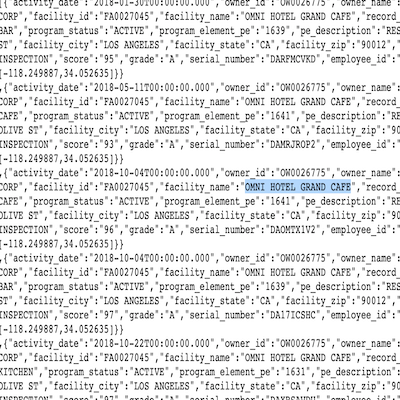 [{"activity_date":"2018-01-30T00:00:00.000","owner_id":"OW0026775","owner_name":
CORP","facility_id":"FA0027045","facility_name":"OMNI HOTEL GRAND CAFE","record_
BAR","program_status":"ACTIVE","program_element_pe":"1639","pe_description":"RES
ST","facility_city":"LOS ANGELES","facility_state":"CA","facility_zip":"90012","
INSPECTION","score":"95","grade":"A","serial_number":"DARFMCVKD","employee_id":"
[-118.249887,34.052635]}}
,{"activity_date":"2018-05-11T00:00:00.000","owner_id":"OW0026775","owner_name":
CORP","facility_id":"FA0027045","facility_name":"OMNI HOTEL GRAND CAFE","record_
CAFE","program_status":"ACTIVE","program_element_pe":"1641","pe_description":"RE
OLIVE ST","facility_city":"LOS ANGELES","facility_state":"CA","facility_zip":"90
INSPECTION","score":"93","grade":"A","serial_number":"DAMRJROP2","employee_id":"
[-118.249887,34.052635]}}
,{"activity_date":"2018-10-04T00:00:00.000","owner_id":"OW0026775","owner_name":
CORP","facility_id":"FA0027045","facility_name":"OMNI HOTEL GRAND CAFE","record_
CAFE","program_status":"ACTIVE","program_element_pe":"1641","pe_description":"RE
OLIVE ST","facility_city":"LOS ANGELES","facility_state":"CA","facility_zip":"90
INSPECTION","score":"96","grade":"A","serial_number":"DAOMTX1V2","employee_id":"
[-118.249887,34.052635]}}
,{"activity_date":"2018-10-04T00:00:00.000","owner_id":"OW0026775","owner_name":
CORP","facility_id":"FA0027045","facility_name":"OMNI HOTEL GRAND CAFE","record_
BAR","program_status":"ACTIVE","program_element_pe":"1639","pe_description":"RES
ST","facility_city":"LOS ANGELES","facility_state":"CA","facility_zip":"90012","
INSPECTION","score":"97","grade":"A","serial_number":"DA17ICSHC","employee_id":"
[-118.249887,34.052635]}}
,{"activity_date":"2018-10-22T00:00:00.000","owner_id":"OW0026775","owner_name":
CORP","facility_id":"FA0027045","facility_name":"OMNI HOTEL GRAND CAFE","record_
KITCHEN","program_status":"ACTIVE","program_element_pe":"1631","pe_description":
OLIVE ST","facility_city":"LOS ANGELES","facility_state":"CA","facility_zip":"90